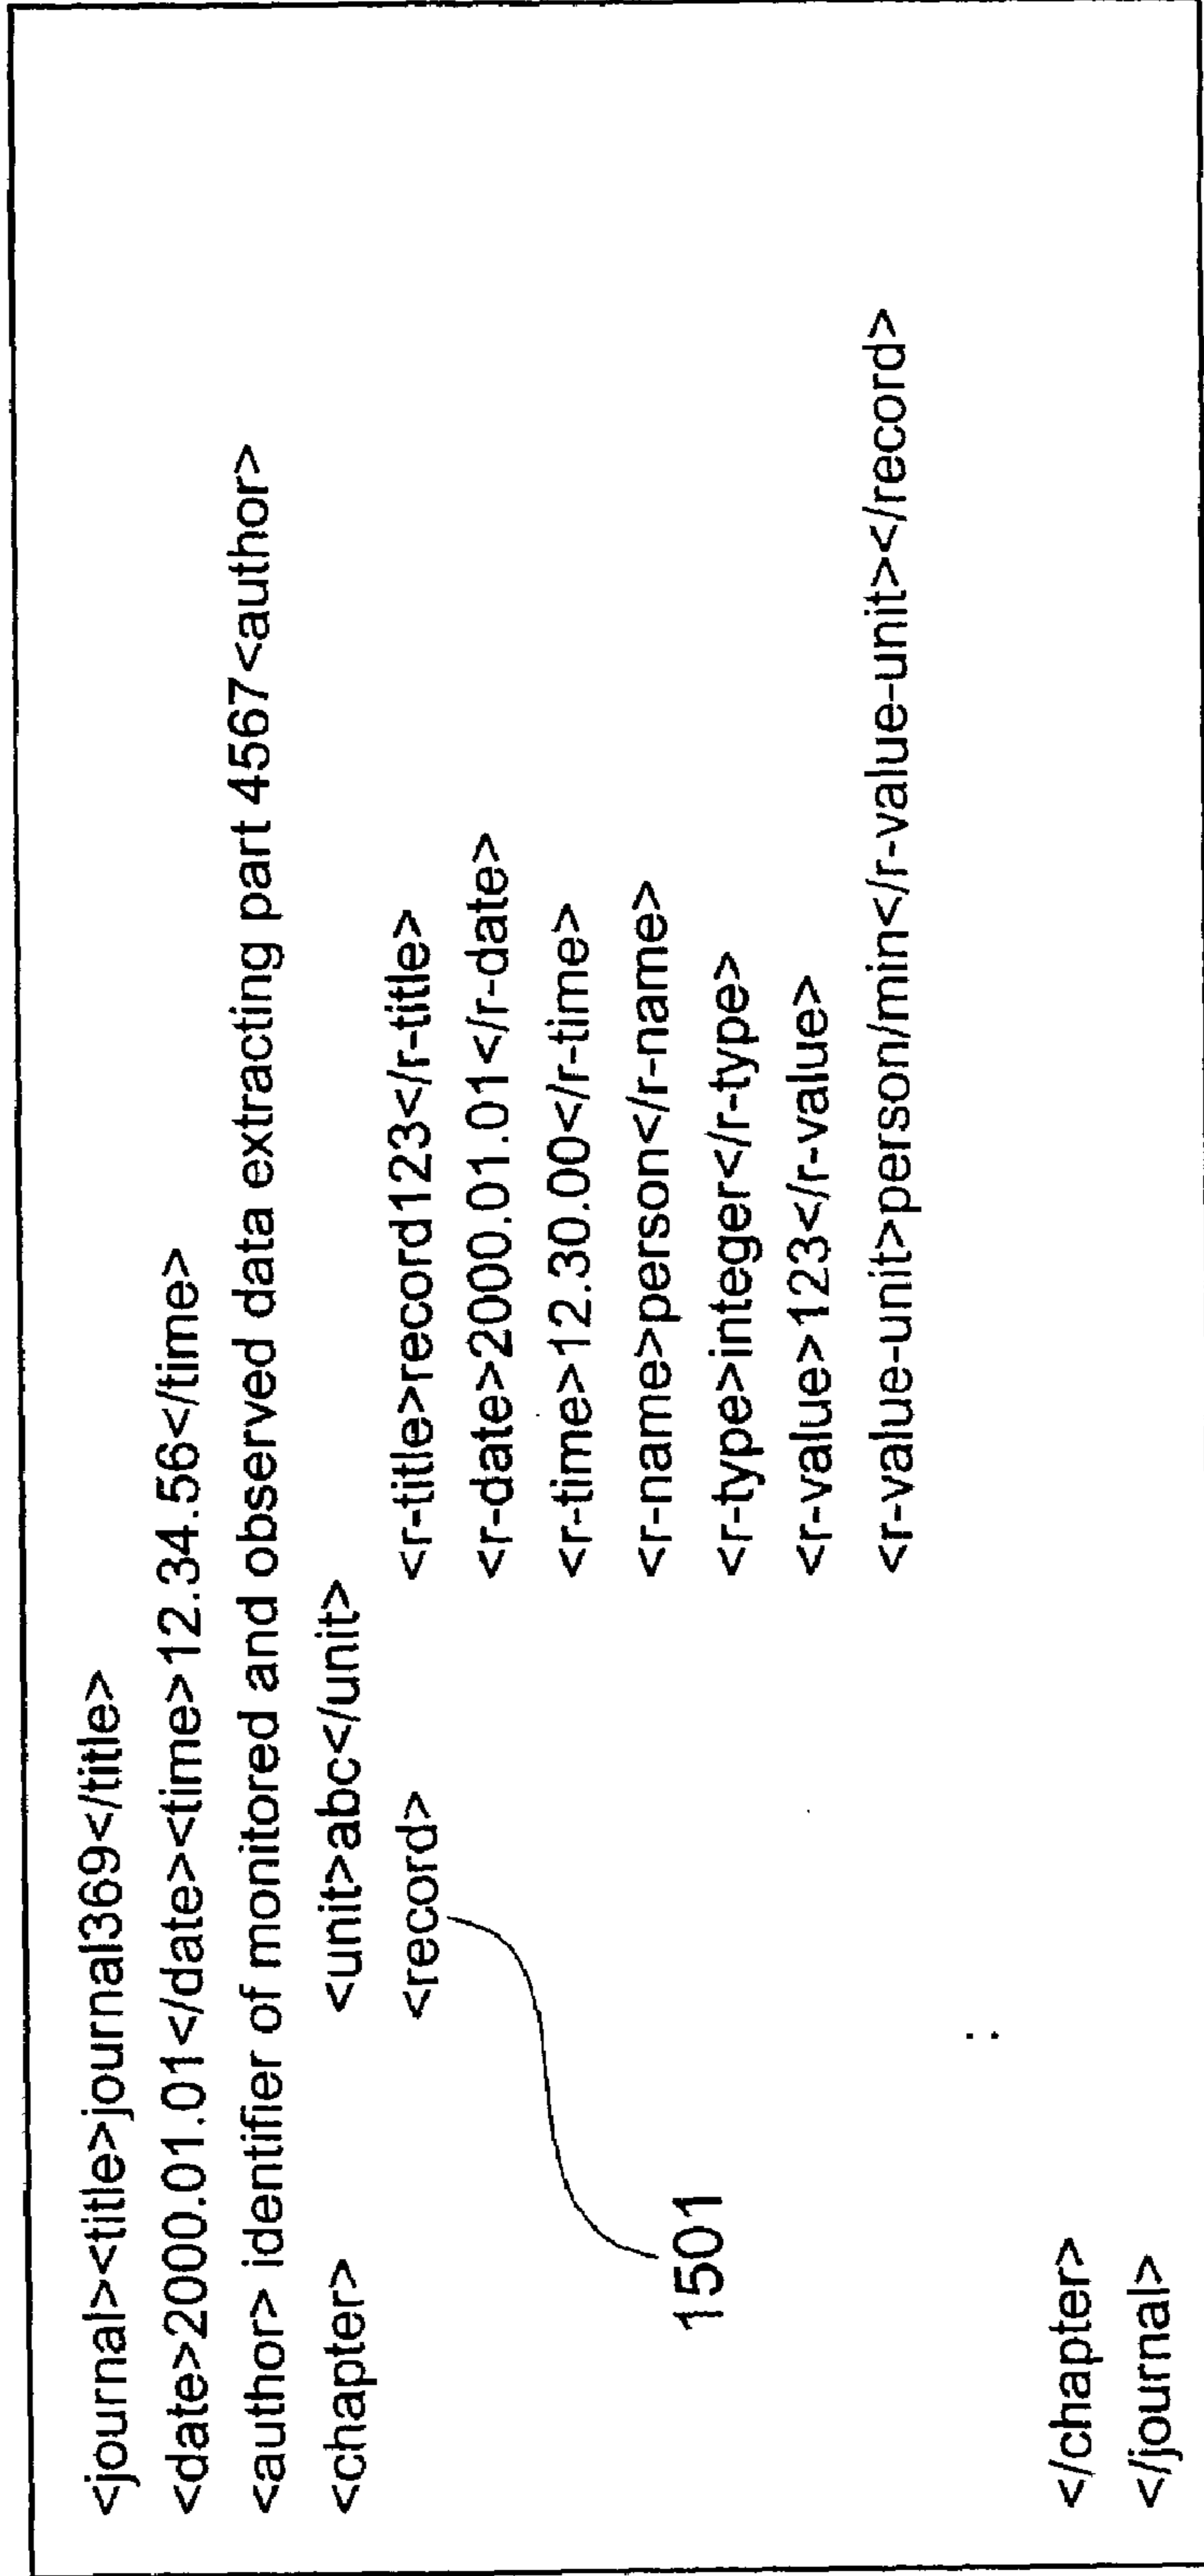 <journal><title>journal369</title>
<date>2000.01.01</date><time>12.34.56</time>
<author> identifier of monitored and observed data extracting part 4567<author>
<chapter> <unit>abc</unit>
<record> <r-title>record123</r-title>
<r-date>2000.01.01</r-date>
<r-time>12.30.00</r-time>
<r-name>person</r-name>
<r-type>integer</r-type>
<r-value>123</r-value>
<r-value-unit>person/min</r-value-unit></record>
1501
:
</chapter>
</journal>